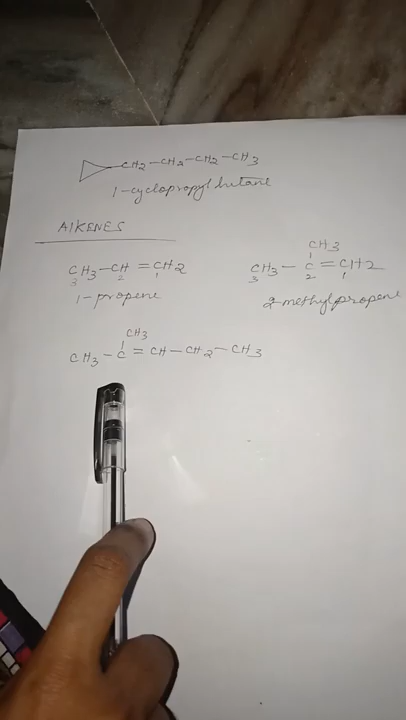 CH2-CH2-CH2-CH3
1-cyclopropyl butane
AlKENES
CH3-CH=CH2
3 2 1
1-propene
CH3
CH3-C=CH2
3 2 1
2-methylpropene
CH3
CH3-C=CH-CH2-CH3